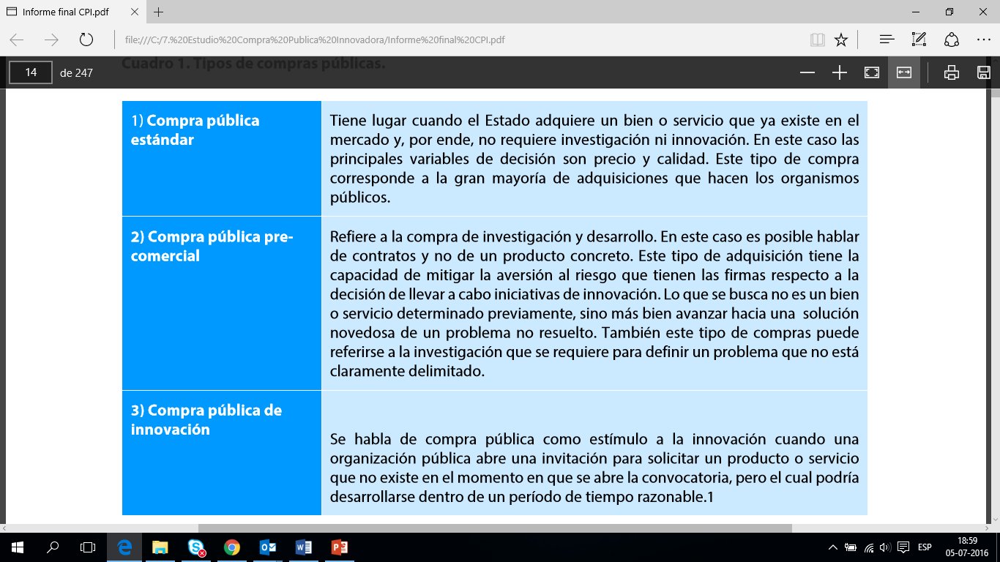 Informe final CPI.pdf
file:///C:/7.%20Estudio%20Compra%20Publica%20Innovadora/Informe%20final%20CPI.pdf
Cuadro 1. Tipos de compras públicas.
14 de 247
1) Compra pública
estándar
Tiene lugar cuando el Estado adquiere un bien o servicio que ya existe en el
mercado y, por ende, no requiere investigación ni innovación. En este caso las
principales variables de decisión son precio y calidad. Este tipo de compra
corresponde a la gran mayoría de adquisiciones que hacen los organismos
públicos.
2) Compra pública pre-
comercial
Refiere a la compra de investigación y desarrollo. En este caso es posible hablar
de contratos y no de un producto concreto. Este tipo de adquisición tiene la
capacidad de mitigar la aversión al riesgo que tienen las firmas respecto a la
decisión de llevar a cabo iniciativas de innovación. Lo que se busca no es un bien
o servicio determinado previamente, sino más bien avanzar hacia una solución
novedosa de un problema no resuelto. También este tipo de compras puede
referirse a la investigación que se requiere para definir un problema que no está
claramente delimitado.
3) Compra pública de
innovación
Se habla de compra pública como estímulo a la innovación cuando una
organización pública abre una invitación para solicitar un producto o servicio
que no existe en el momento en que se abre la convocatoria, pero el cual podría
desarrollarse dentro de un período de tiempo razonable.1
ESP
18:59
05-07-2016